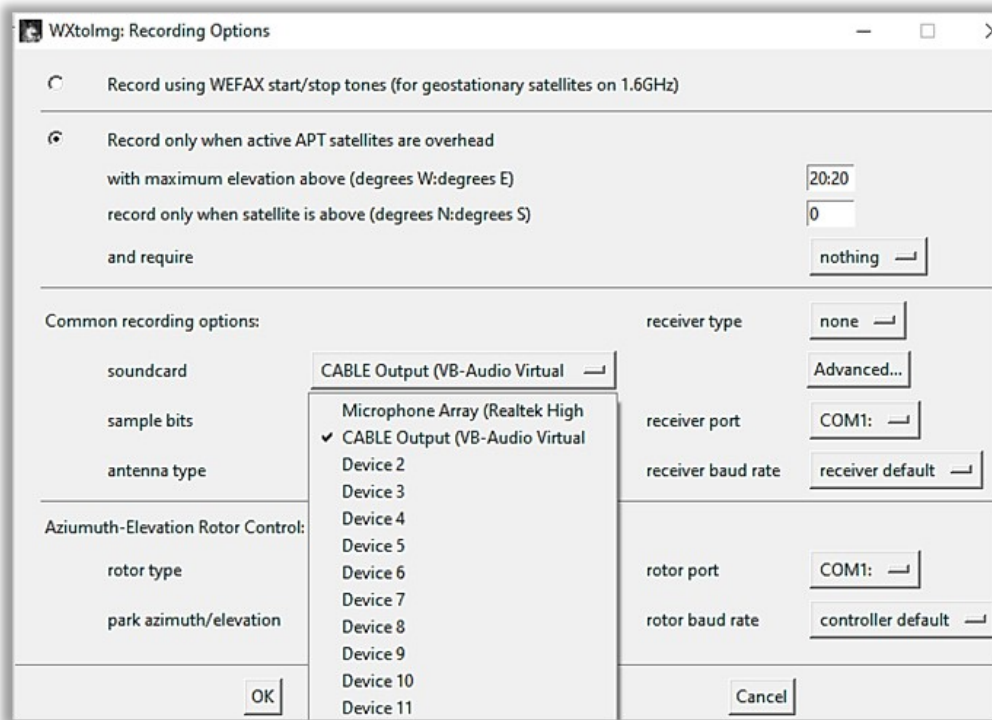 WXtoImg: Recording Options
Record using WEFAX start/stop tones (for geostationary satellites on 1.6GHz)
Record only when active APT satellites are overhead
with maximum elevation above (degrees W:degrees E) 20:20
record only when satellite is above (degrees N:degrees S) 0
and require nothing
Common recording options: receiver type none
soundcard CABLE Output (VB-Audio Virtual Advanced...
Microphone Array (Realtek High
sample bits receiver port COM1:
CABLE Output (VB-Audio Virtual
Device 2
antenna type receiver baud rate receiver default
Device 3
Device 4
Aziumuth-Elevation Rotor Control:
Device 5
rotor type Device 6 rotor port COM1:
Device 7
park azimuth/elevation Device 8 rotor baud rate controller default
Device 9
Device 10
OK Cancel
Device 11